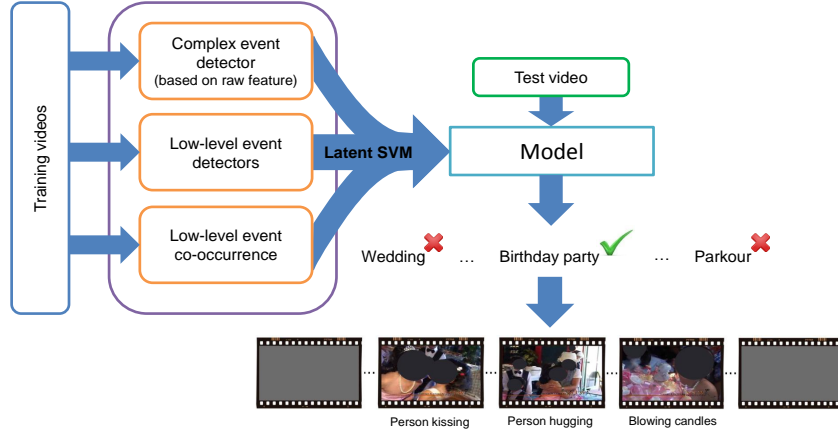 Training videos
Complex event
detector
(based on raw feature)
Low-level event
detectors
Low-level event
co-occurrence
Latent SVM
Test video
Model
Wedding ... Birthday party ... Parkour
... ... ... ...
Person kissing Person hugging Blowing candles